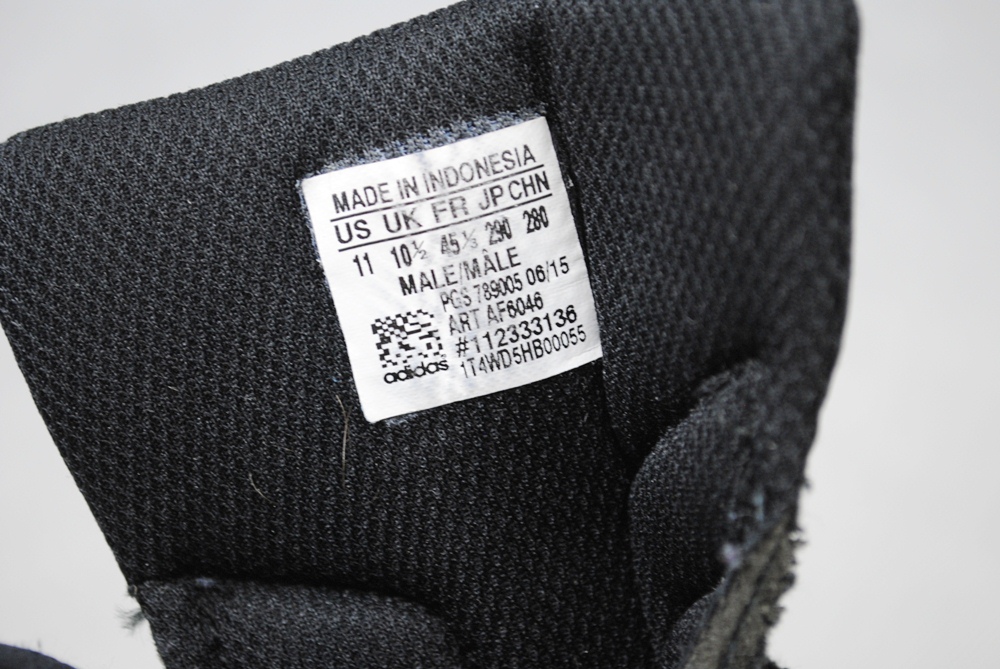 MADE IN INDONESIA
US UK FR JP CHN
11 10½ 45⅓ 290 280
MALE/MÂLE
PGS 789005 06/15
ART AF6046
#112333136
1T4WD5HB00055
adidas